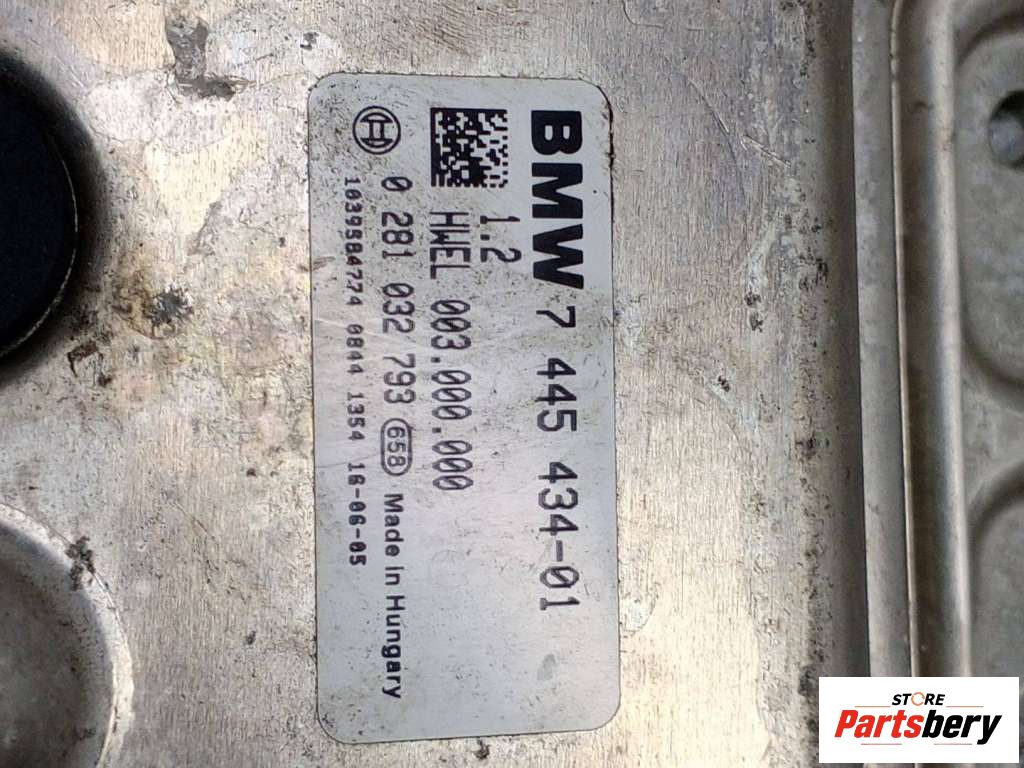 BMW 7 445 434-01
1.2
HWEL 003.000.000
0 281 032 793 658 Made in Hungary
1039584774 0844 1354 16-06-05
STORE
Partsbery